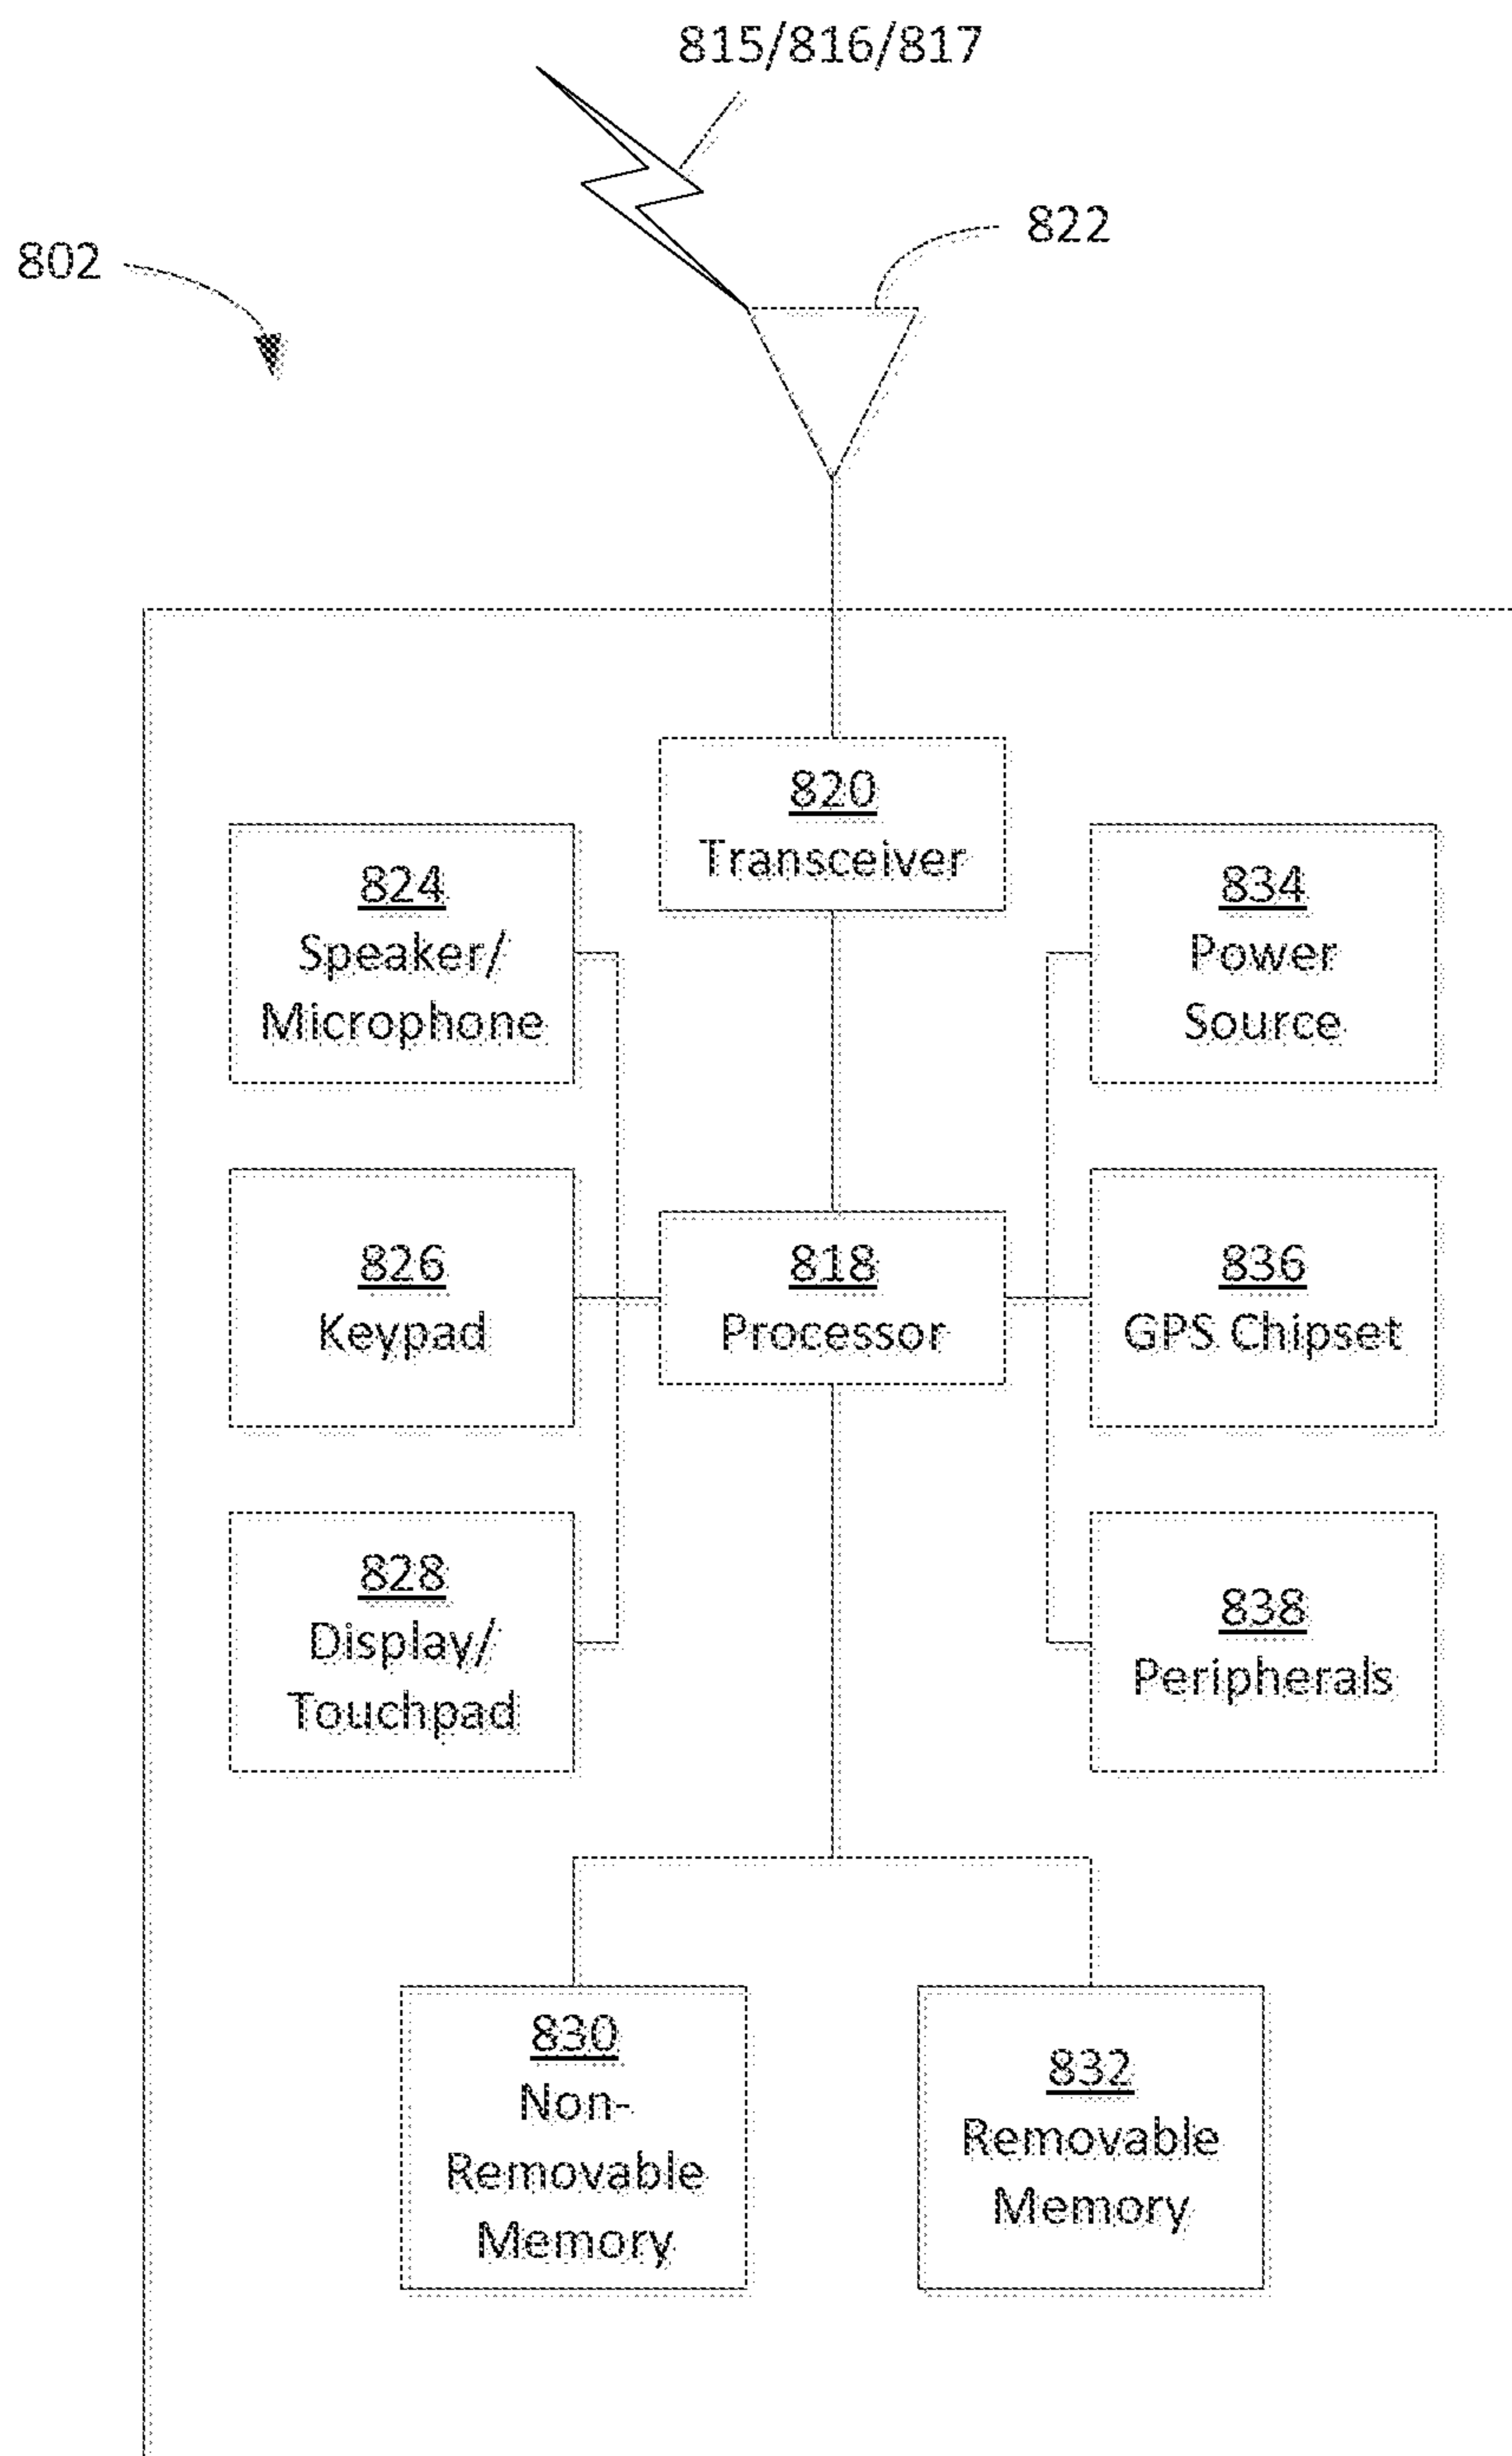 815/816/817
822
802
820
Transceiver
824
Speaker/
Microphone
834
Power
Source
826
Keypad
818
Processor
836
GPS Chipset
828
Display/
Touchpad
838
Peripherals
830
Non-
Removable
Memory
832
Removable
Memory